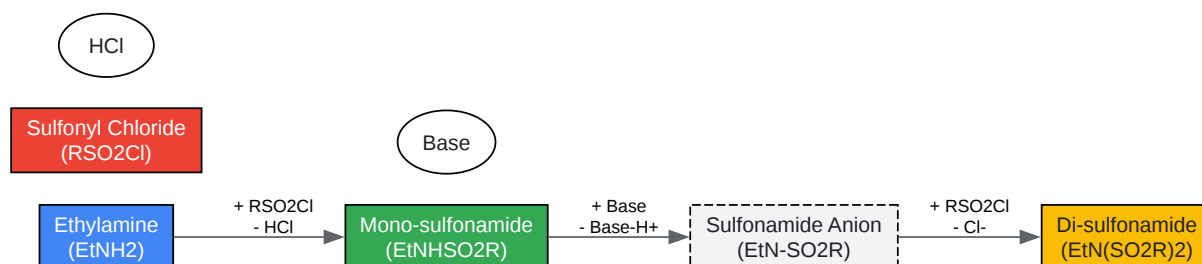 HCl
Sulfonyl Chloride
(RSO2Cl)
Base
Ethylamine
(EtNH2)
+ RSO2Cl
- HCl
Mono-sulfonamide
(EtNHSO2R)
+ Base
- Base-H+
Sulfonamide Anion
(EtN-SO2R)
+ RSO2Cl
- Cl-
Di-sulfonamide
(EtN(SO2R)2)